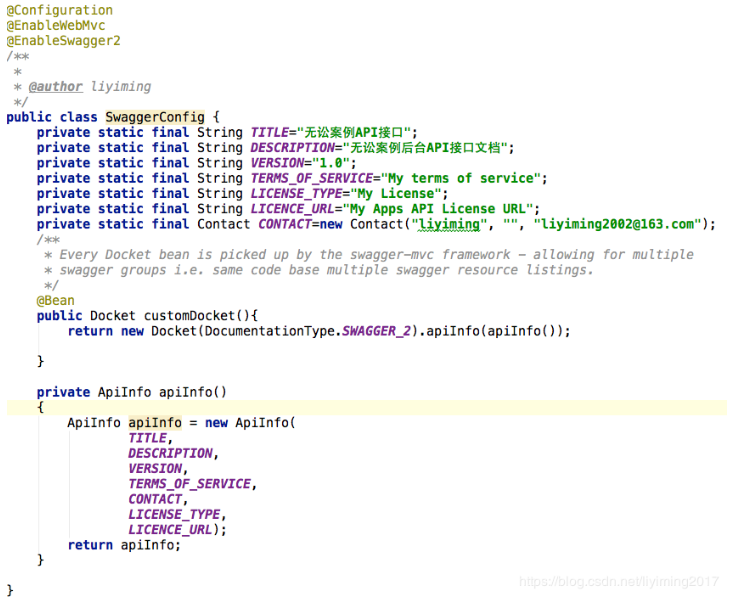 @Configuration
@EnableWebMvc
@EnableSwagger2
/**
 *
 * @author liyiming
 */
public class SwaggerConfig {
    private static final String TITLE="无讼案例API接口";
    private static final String DESCRIPTION="无讼案例后台API接口文档";
    private static final String VERSION="1.0";
    private static final String TERMS_OF_SERVICE="My terms of service";
    private static final String LICENSE_TYPE="My License";
    private static final String LICENCE_URL="My Apps API License URL";
    private static final Contact CONTACT=new Contact("liyiming", "", "liyiming2002@163.com");
    /**
     * Every Docket bean is picked up by the swagger-mvc framework - allowing for multiple
     * swagger groups i.e. same code base multiple swagger resource listings.
     */
    @Bean
    public Docket customDocket(){
        return new Docket(DocumentationType.SWAGGER_2).apiInfo(apiInfo());
    }
    private ApiInfo apiInfo()
    {
        ApiInfo apiInfo = new ApiInfo(
                TITLE,
                DESCRIPTION,
                VERSION,
                TERMS_OF_SERVICE,
                CONTACT,
                LICENSE_TYPE,
                LICENCE_URL);
        return apiInfo;
    }
}
https://blog.csdn.net/liyiming2017